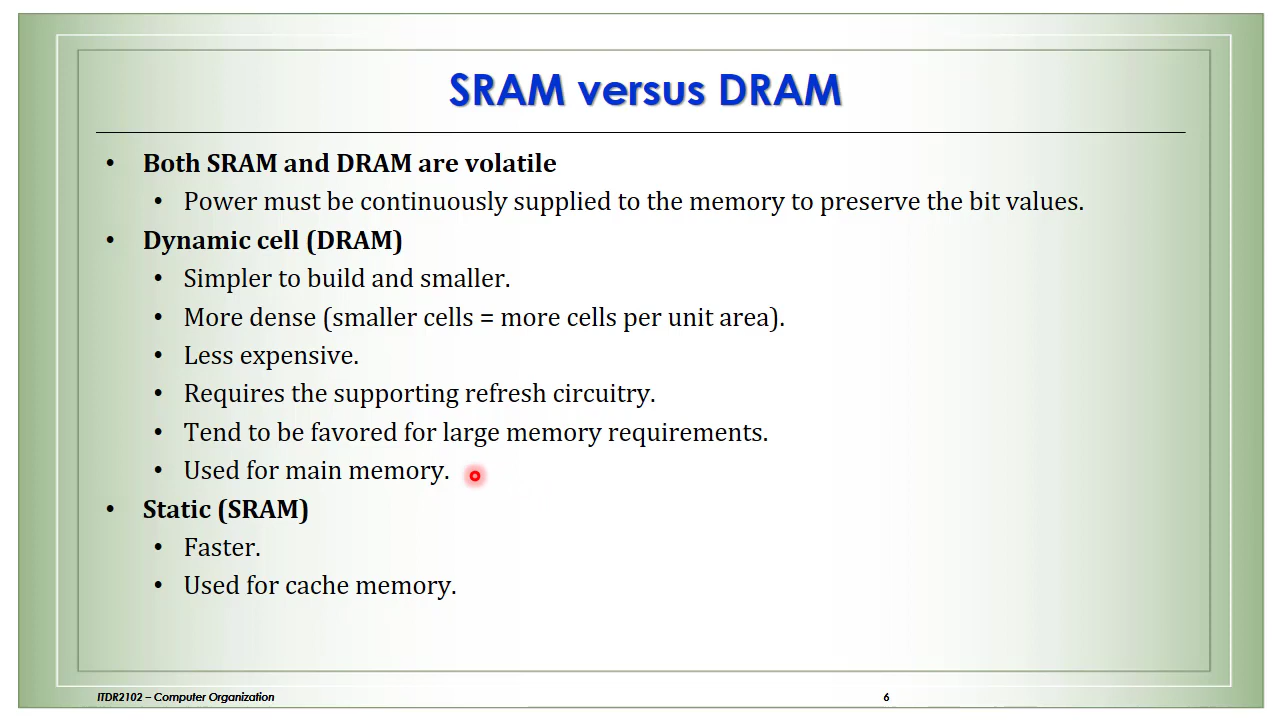 SRAM versus DRAM
• Both SRAM and DRAM are volatile
• Power must be continuously supplied to the memory to preserve the bit values.
• Dynamic cell (DRAM)
• Simpler to build and smaller.
• More dense (smaller cells = more cells per unit area).
• Less expensive.
• Requires the supporting refresh circuitry.
• Tend to be favored for large memory requirements.
• Used for main memory.
• Static (SRAM)
• Faster.
• Used for cache memory.
ITDR2102 – Computer Organization
6